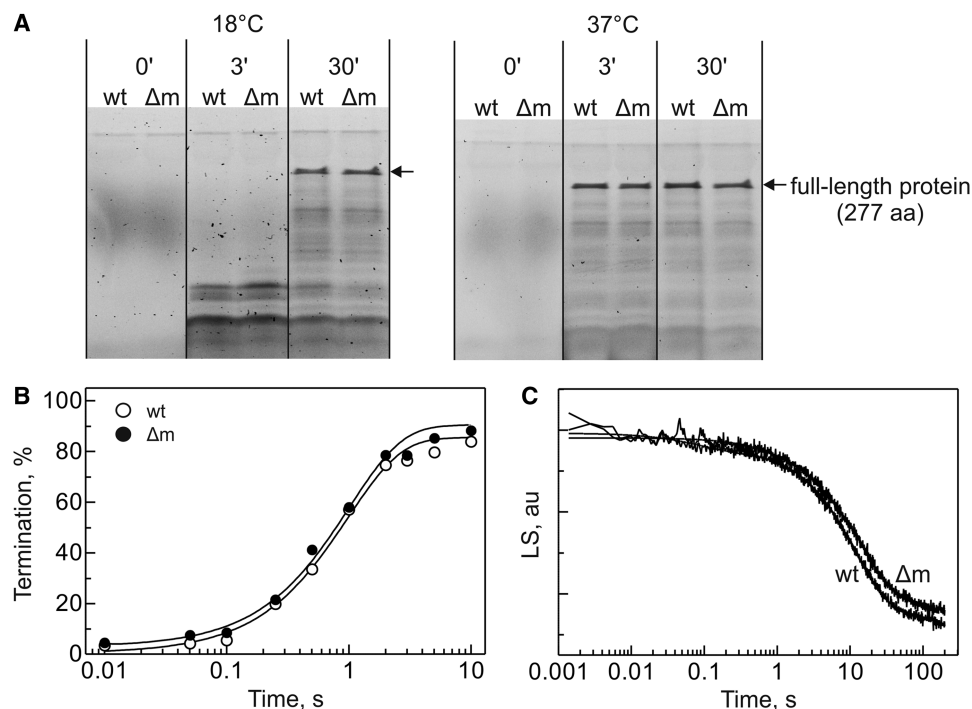 A
18°C
37°C
0' 3' 30'
0' 3' 30'
wt Δm wt Δm wt Δm
wt Δm wt Δm wt Δm
full-length protein
(277 aa)
B
C
100
80
60
40
20
0
Termination, %
wt
Δm
0.01 0.1 1 10
Time, s
LS, au
wt Δm
0.001 0.01 0.1 1 10 100
Time, s